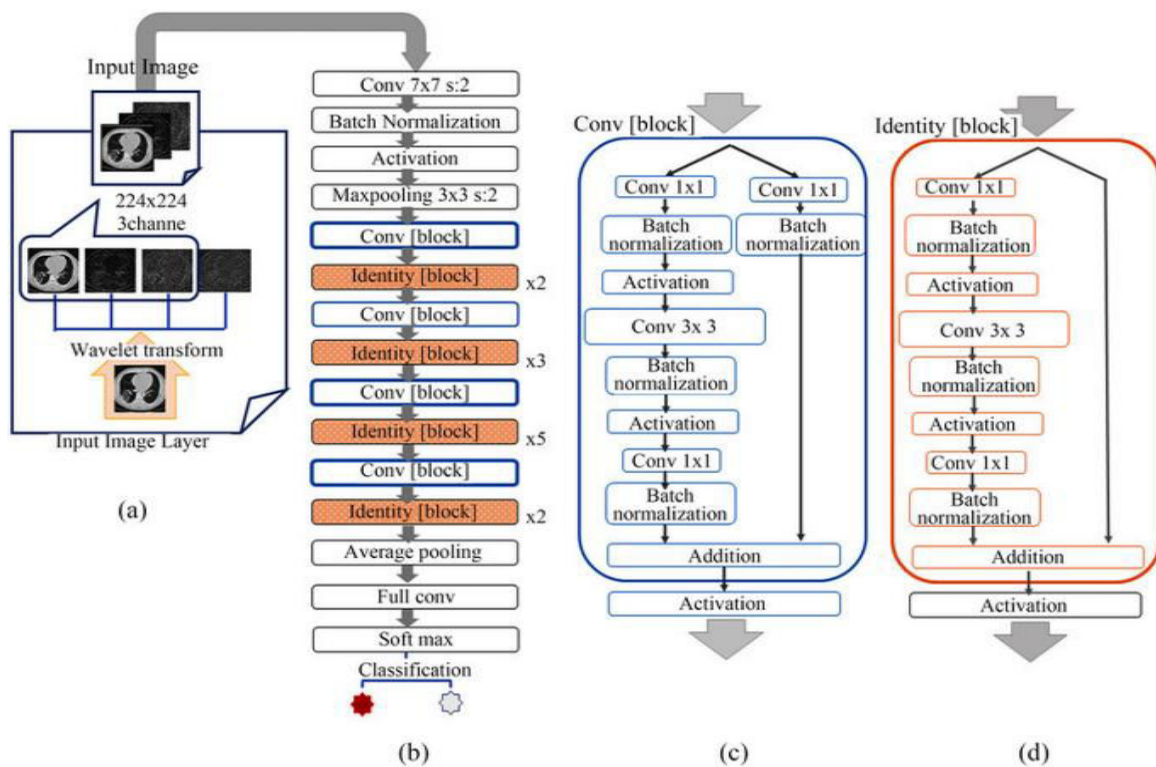 Input Image
224x224
3channe
Wavelet transform
Input Image Layer
(a)
Conv 7x7 s:2
Batch Normalization
Activation
Maxpooling 3x3 s:2
Conv [block]
Identity [block]
x2
Conv [block]
Identity [block]
x3
Conv [block]
Identity [block]
x5
Conv [block]
Identity [block]
x2
Average pooling
Full conv
Soft max
Classification
(b)
Conv [block]
Conv 1x1
Batch
normalization
Activation
Conv 3x 3
Batch
normalization
Activation
Conv 1x1
Batch
normalization
Conv 1x1
Batch
normalization
Addition
Activation
(c)
Identity [block]
Conv 1x1
Batch
normalization
Activation
Conv 3x 3
Batch
normalization
Activation
Conv 1x1
Batch
normalization
Addition
Activation
(d)